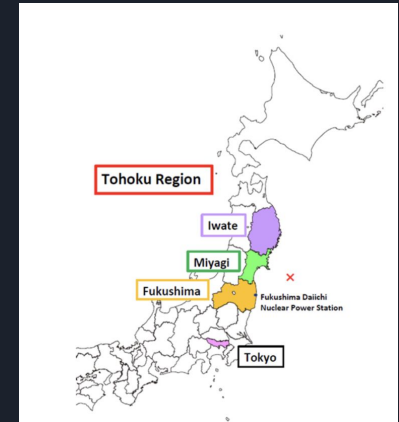 Tohoku Region
Iwate
Miyagi
Fukushima
Fukushima Daiichi
Nuclear Power Station
Tokyo